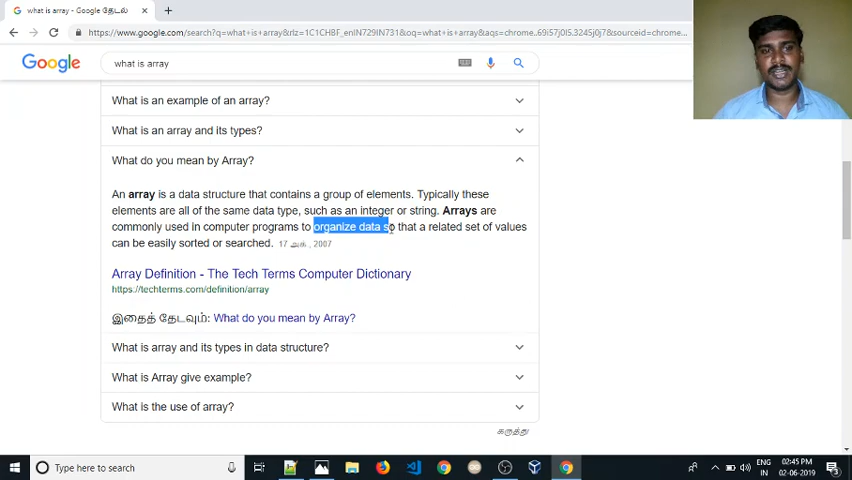 what is array - Google தேடல்
https://www.google.com/search?q=what+is+array&rlz=1C1CHBF_enIN729IN731&oq=what+is+array&aqs=chrome..69i57j0l5.3245j0j7&sourceid=chrome...
Google
what is array
What is an example of an array?
What is an array and its types?
What do you mean by Array?
An array is a data structure that contains a group of elements. Typically these
elements are all of the same data type, such as an integer or string. Arrays are
commonly used in computer programs to organize data so that a related set of values
can be easily sorted or searched. 17 அக்., 2007
Array Definition - The Tech Terms Computer Dictionary
https://techterms.com/definition/array
இதைத் தேடவும்: What do you mean by Array?
What is array and its types in data structure?
What is Array give example?
What is the use of array?
கருத்து
Type here to search
ENG
IN
02:45 PM
02-06-2019
3